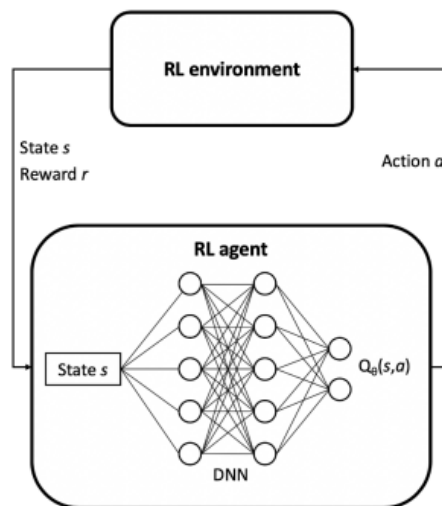 RL environment
State s
Reward r
Action a
RL agent
State s
Qθ(s,a)
DNN